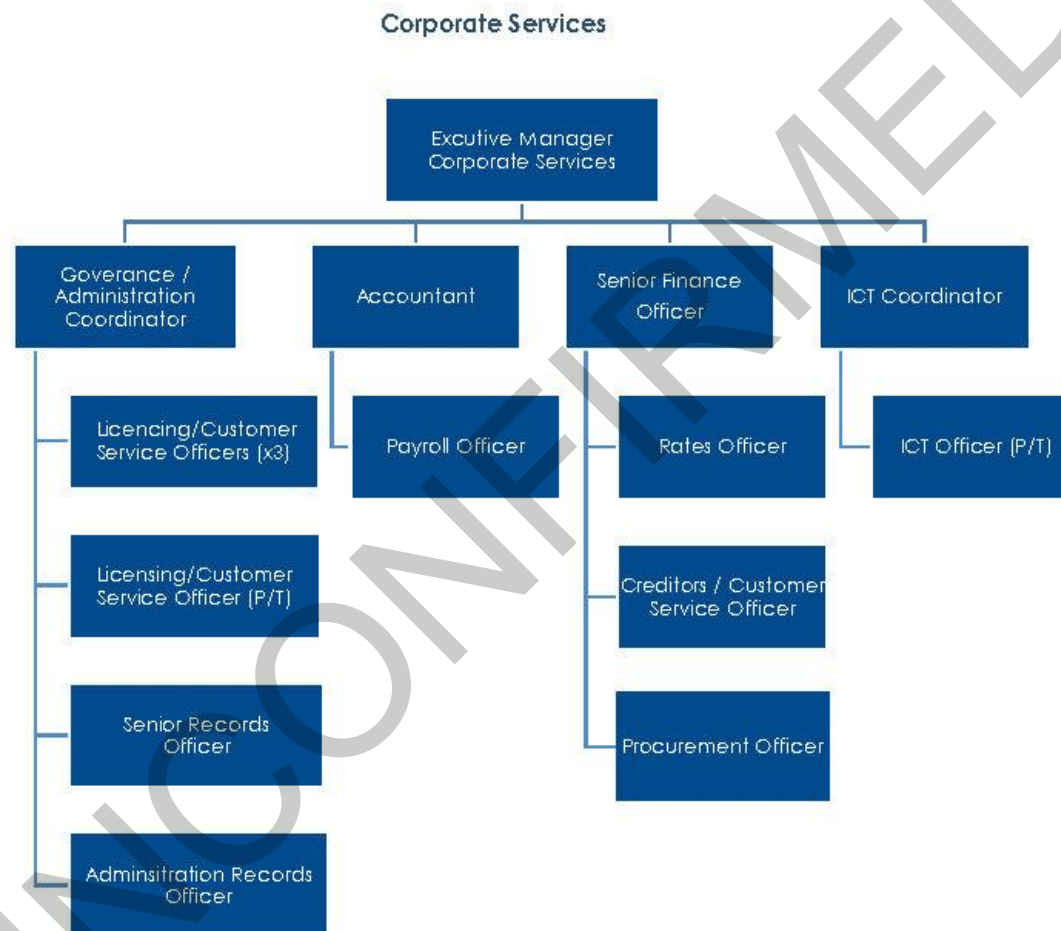 Corporate Services
Excutive Manager
Corporate Services
Goverance /
Administration
Coordinator
Accountant
Senior Finance
Officer
ICT Coordinator
Licencing/Customer
Service Officers (x3)
Payroll Officer
Rates Officer
ICT Officer (P/T)
Licensing/Customer
Service Officer (P/T)
Creditors / Customer
Service Officer
Senior Records
Officer
Procurement Officer
Adminsitration Records
Officer
UNCONFIRMED